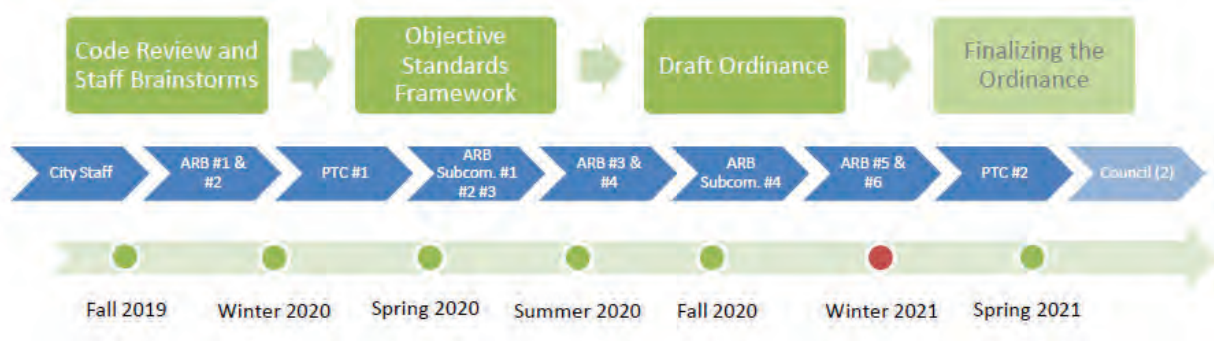 Code Review and
Staff Brainstorms
Objective
Standards
Framework
Draft Ordinance
Finalizing the
Ordinance
City Staff
ARB #1 &
#2
PTC #1
ARB
Subcom. #1
#2 #3
ARB #3 &
#4
ARB
Subcom. #4
ARB #5 &
#6
PTC #2
Council (2)
Fall 2019
Winter 2020
Spring 2020
Summer 2020
Fall 2020
Winter 2021
Spring 2021